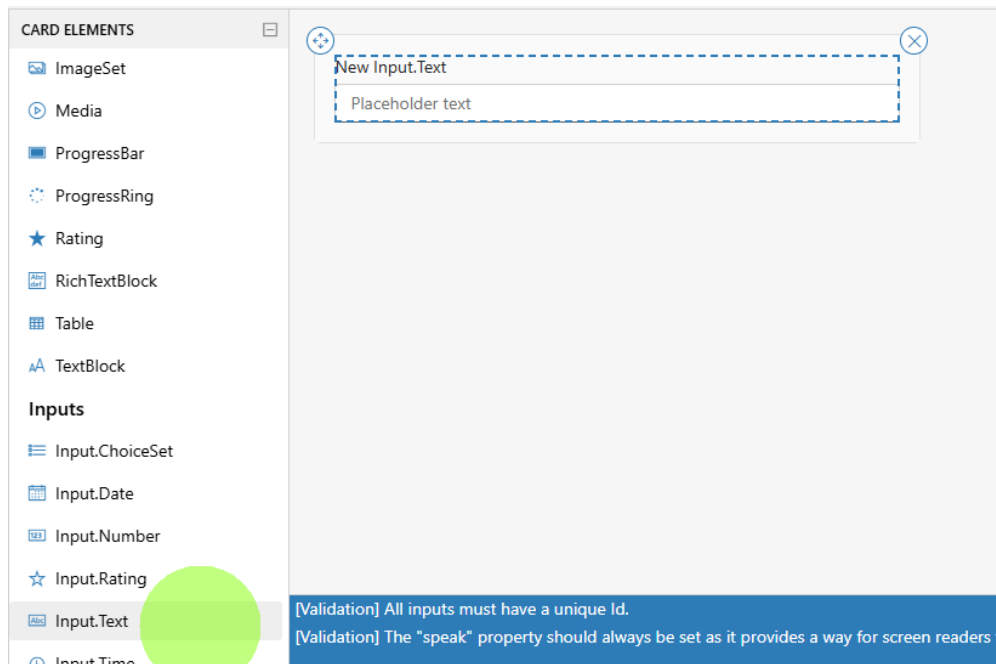 CARD ELEMENTS
ImageSet
Media
ProgressBar
ProgressRing
Rating
RichTextBlock
Table
TextBlock
Inputs
Input.ChoiceSet
Input.Date
Input.Number
Input.Rating
Input.Text
Input.Time
New Input.Text
Placeholder text
[Validation] All inputs must have a unique Id.
[Validation] The "speak" property should always be set as it provides a way for screen readers